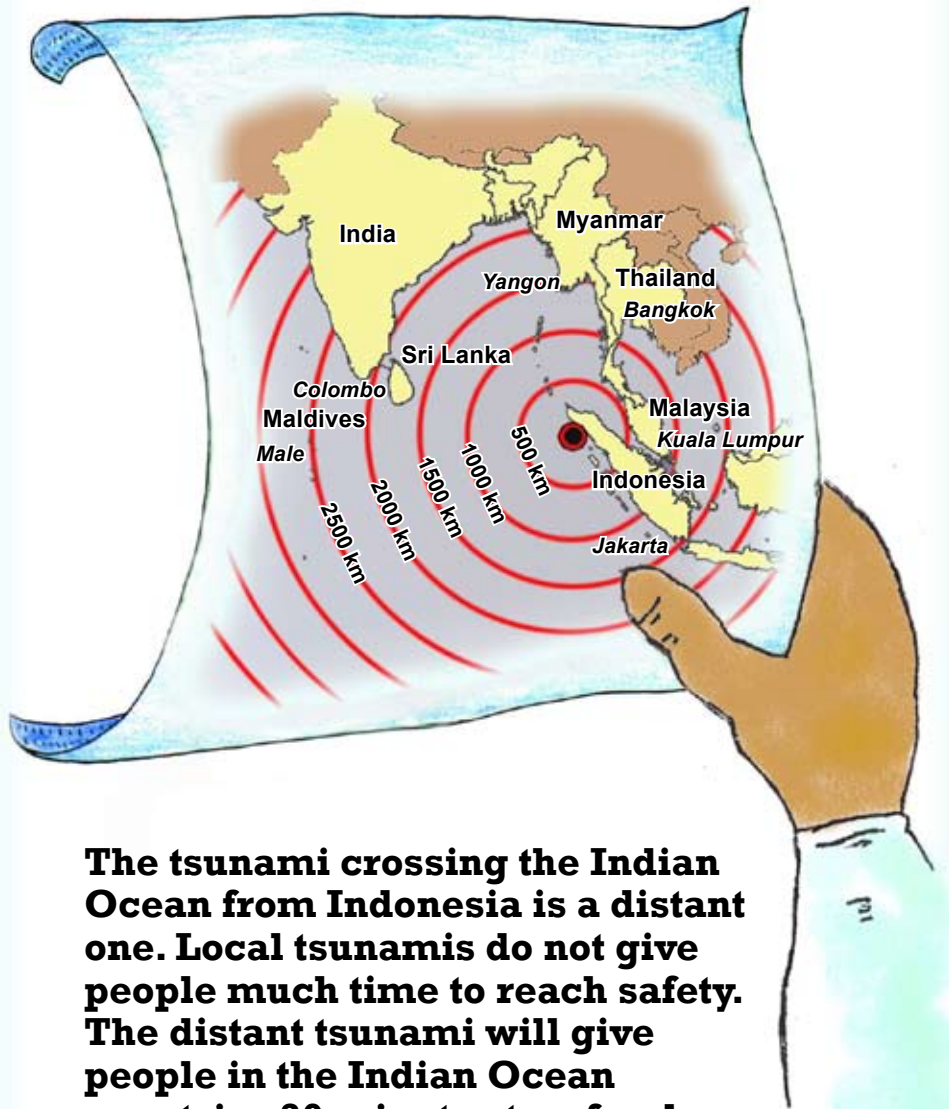 India
Myanmar
Yangon
Thailand
Bangkok
Sri Lanka
Colombo
Maldives
Male
Malaysia
Kuala Lumpur
Indonesia
Jakarta
500 km
1000 km
1500 km
2000 km
2500 km
The tsunami crossing the Indian
Ocean from Indonesia is a distant
one. Local tsunamis do not give
people much time to reach safety.
The distant tsunami will give
people in the Indian Ocean